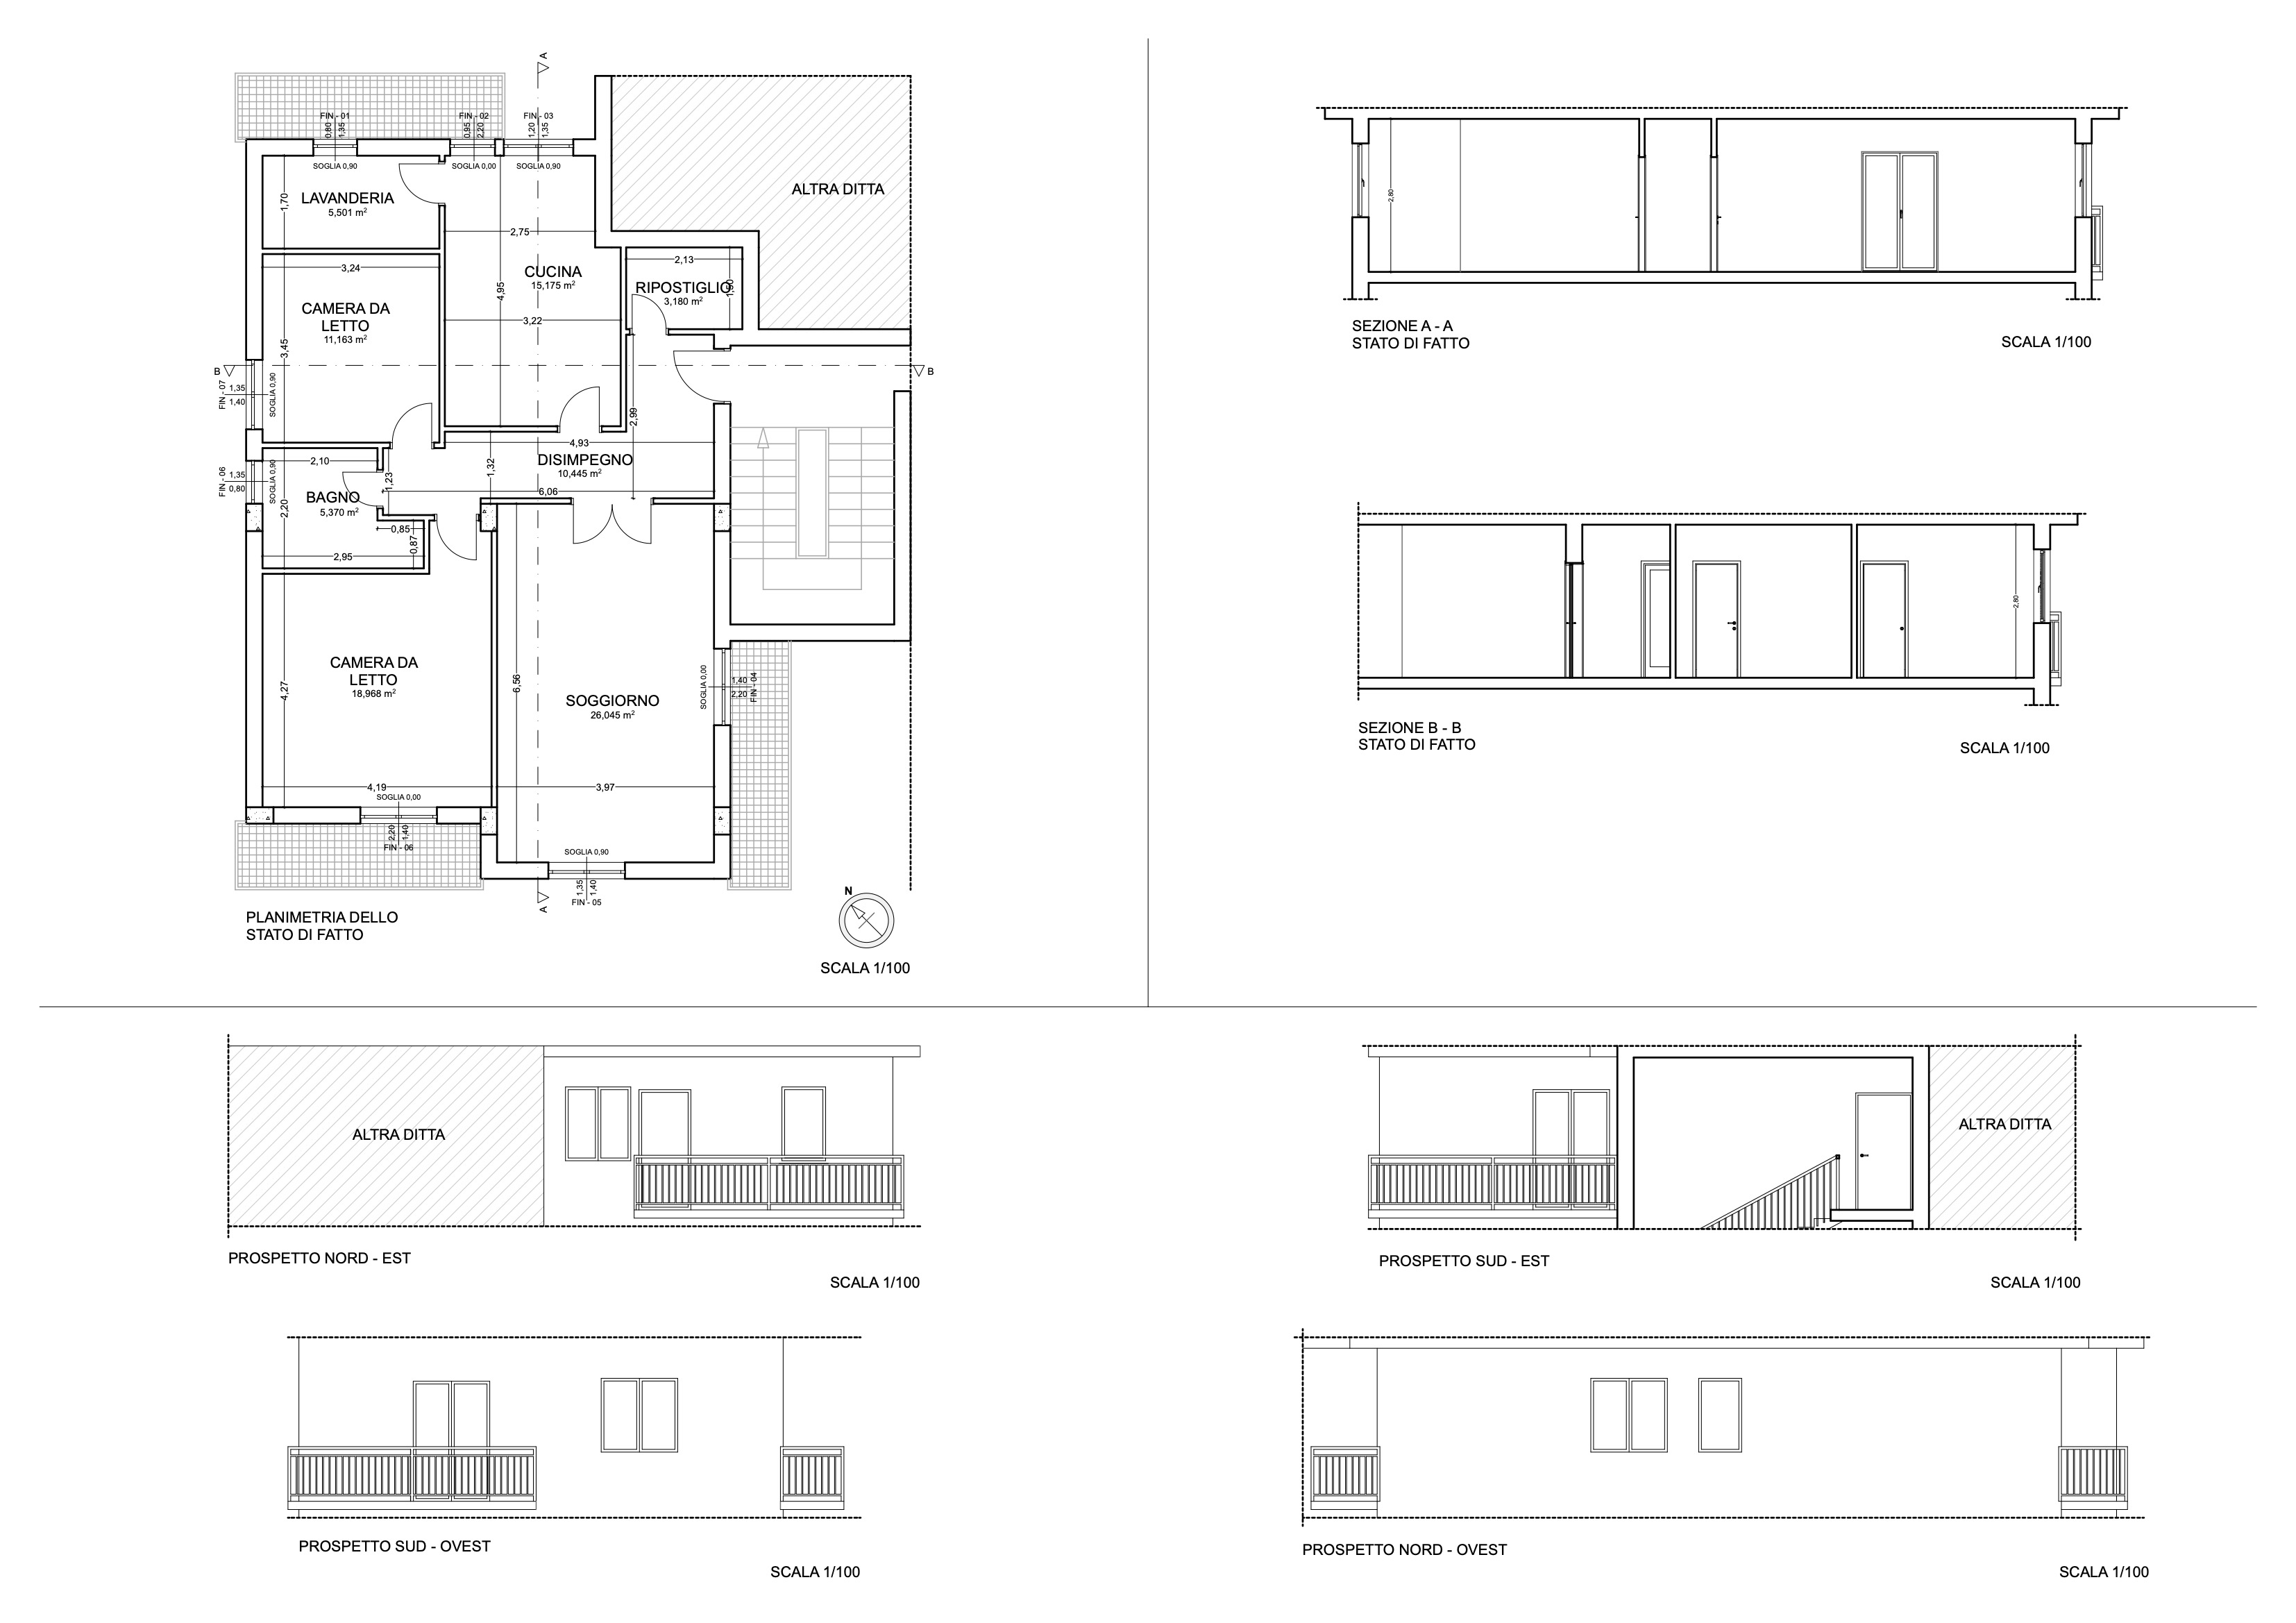 A
FIN - 01
0,80
1,35
FIN - 02
0,95
2,20
FIN - 03
1,20
1,35
SOGLIA 0,90
SOGLIA 0,00
SOGLIA 0,90
ALTRA DITTA
LAVANDERIA
5,501 m²
1,70
2,75
3,24
CUCINA
15,175 m²
4,95
2,13
RIPOSTIGLIO
3,180 m²
1,50
CAMERA DA
LETTO
11,163 m²
3,45
3,22
B
B
FIN - 07
1,35
1,40
SOGLIA 0,90
2,99
4,93
DISIMPEGNO
10,445 m²
1,32
6,06
FIN - 06
1,35
0,80
SOGLIA 0,90
2,10
1,23
BAGNO
5,370 m²
2,20
0,85
0,87
2,95
CAMERA DA
LETTO
18,968 m²
4,27
6,56
SOGGIORNO
26,045 m²
SOGLIA 0,00
1,40
2,20
FIN - 04
4,19
SOGLIA 0,00
3,97
2,20
1,40
FIN - 06
SOGLIA 0,90
1,35
1,40
FIN - 05
A
N
PLANIMETRIA DELLO
STATO DI FATTO
SCALA 1/100
2,80
SEZIONE A - A
STATO DI FATTO
SCALA 1/100
2,80
SEZIONE B - B
STATO DI FATTO
SCALA 1/100
ALTRA DITTA
PROSPETTO NORD - EST
SCALA 1/100
ALTRA DITTA
PROSPETTO SUD - EST
SCALA 1/100
PROSPETTO SUD - OVEST
SCALA 1/100
PROSPETTO NORD - OVEST
SCALA 1/100